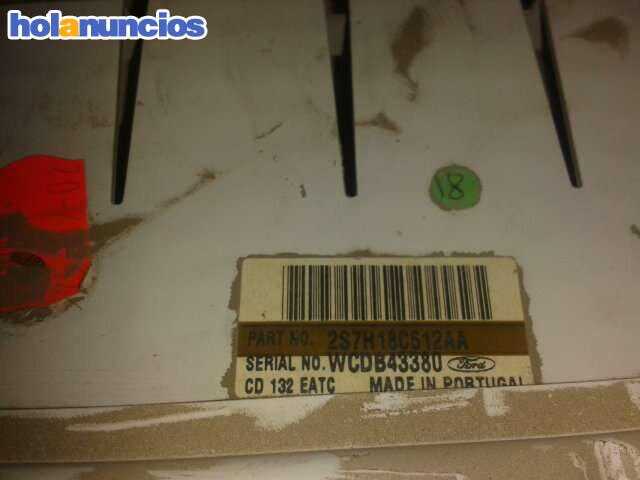 holanuncios
18
PART NO. 2S7H18C612AA
SERIAL NO. WCDB43380 Ford
CD 132 EATC MADE IN PORTUGAL